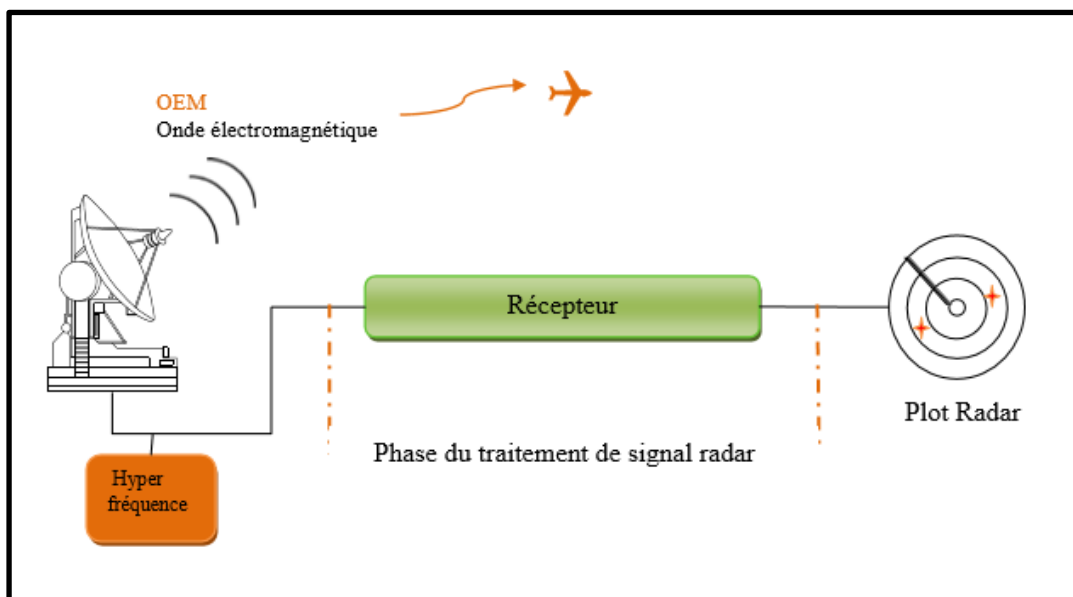 OEM
Onde électromagnétique
Récepteur
Plot Radar
Phase du traitement de signal radar
Hyper
fréquence